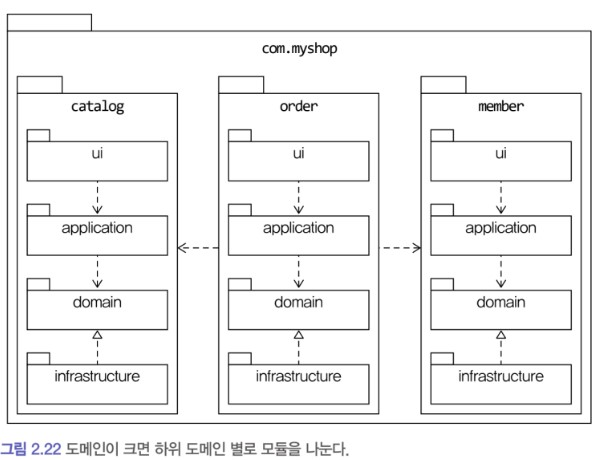 com.myshop
catalog
order
member
ui
ui
ui
application
application
application
domain
domain
domain
infrastructure
infrastructure
infrastructure
그림 2.22 도메인이 크면 하위 도메인 별로 모듈을 나눈다.